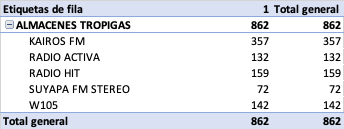 Etiquetas de fila 1 Total general
ALMACENES TROPIGAS 862 862
KAIROS FM 357 357
RADIO ACTIVA 132 132
RADIO HIT 159 159
SUYAPA FM STEREO 72 72
W105 142 142
Total general 862 862